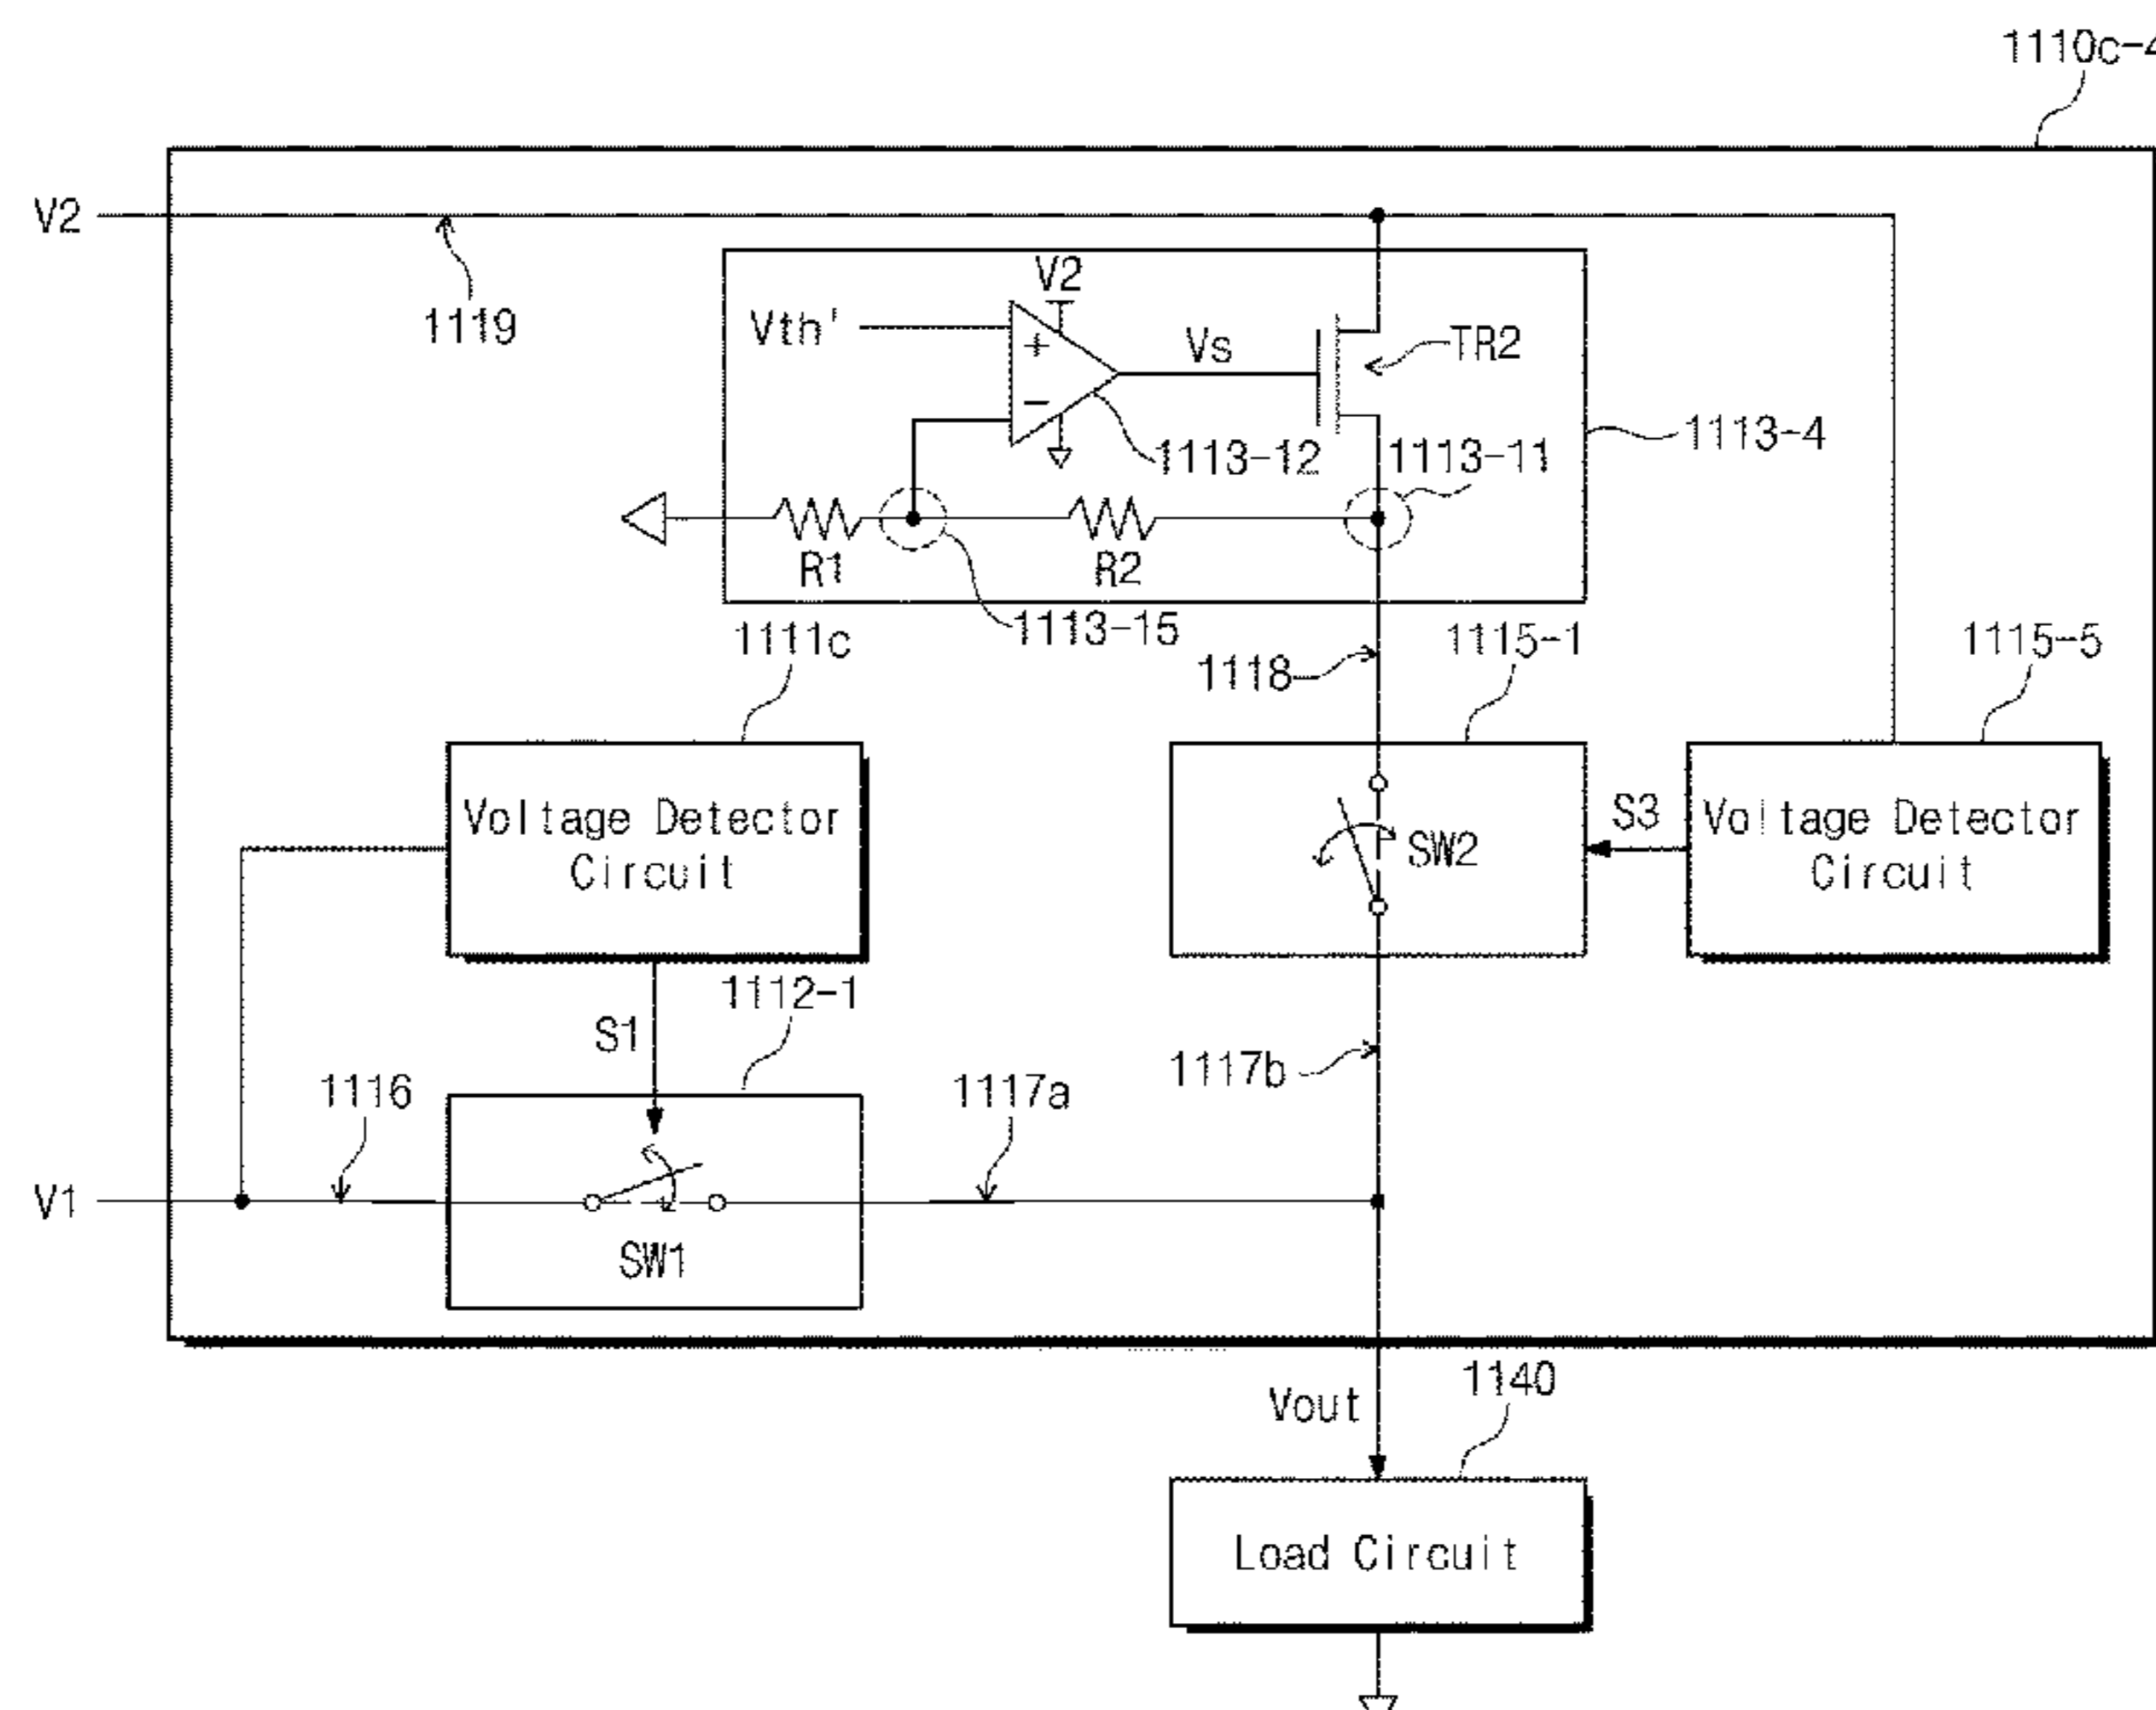 1110c-4
V2
1119
V2
Vth'
+
−
Vs
TR2
1113-12
1113-11
1113-4
R1
R2
1113-15
1111c
1118
1115-1
1115-5
Voltage Detector
Circuit
SW2
S3
Voltage Detector
Circuit
S1
1112-1
1116
1117a
1117b
V1
SW1
Vout
1140
Load Circuit